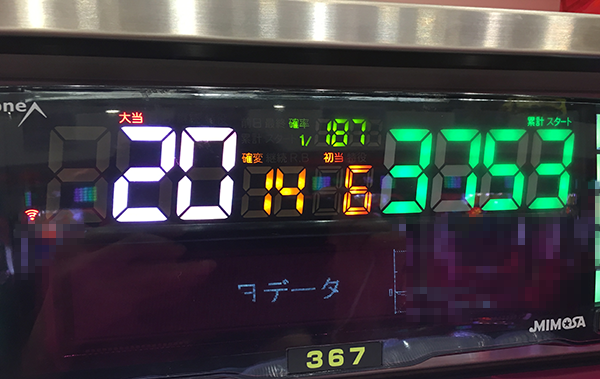 ne
大当 確率 1/187 累計 スタート
20 確変 14 初当 6 3753
データ
MIMOSA
367